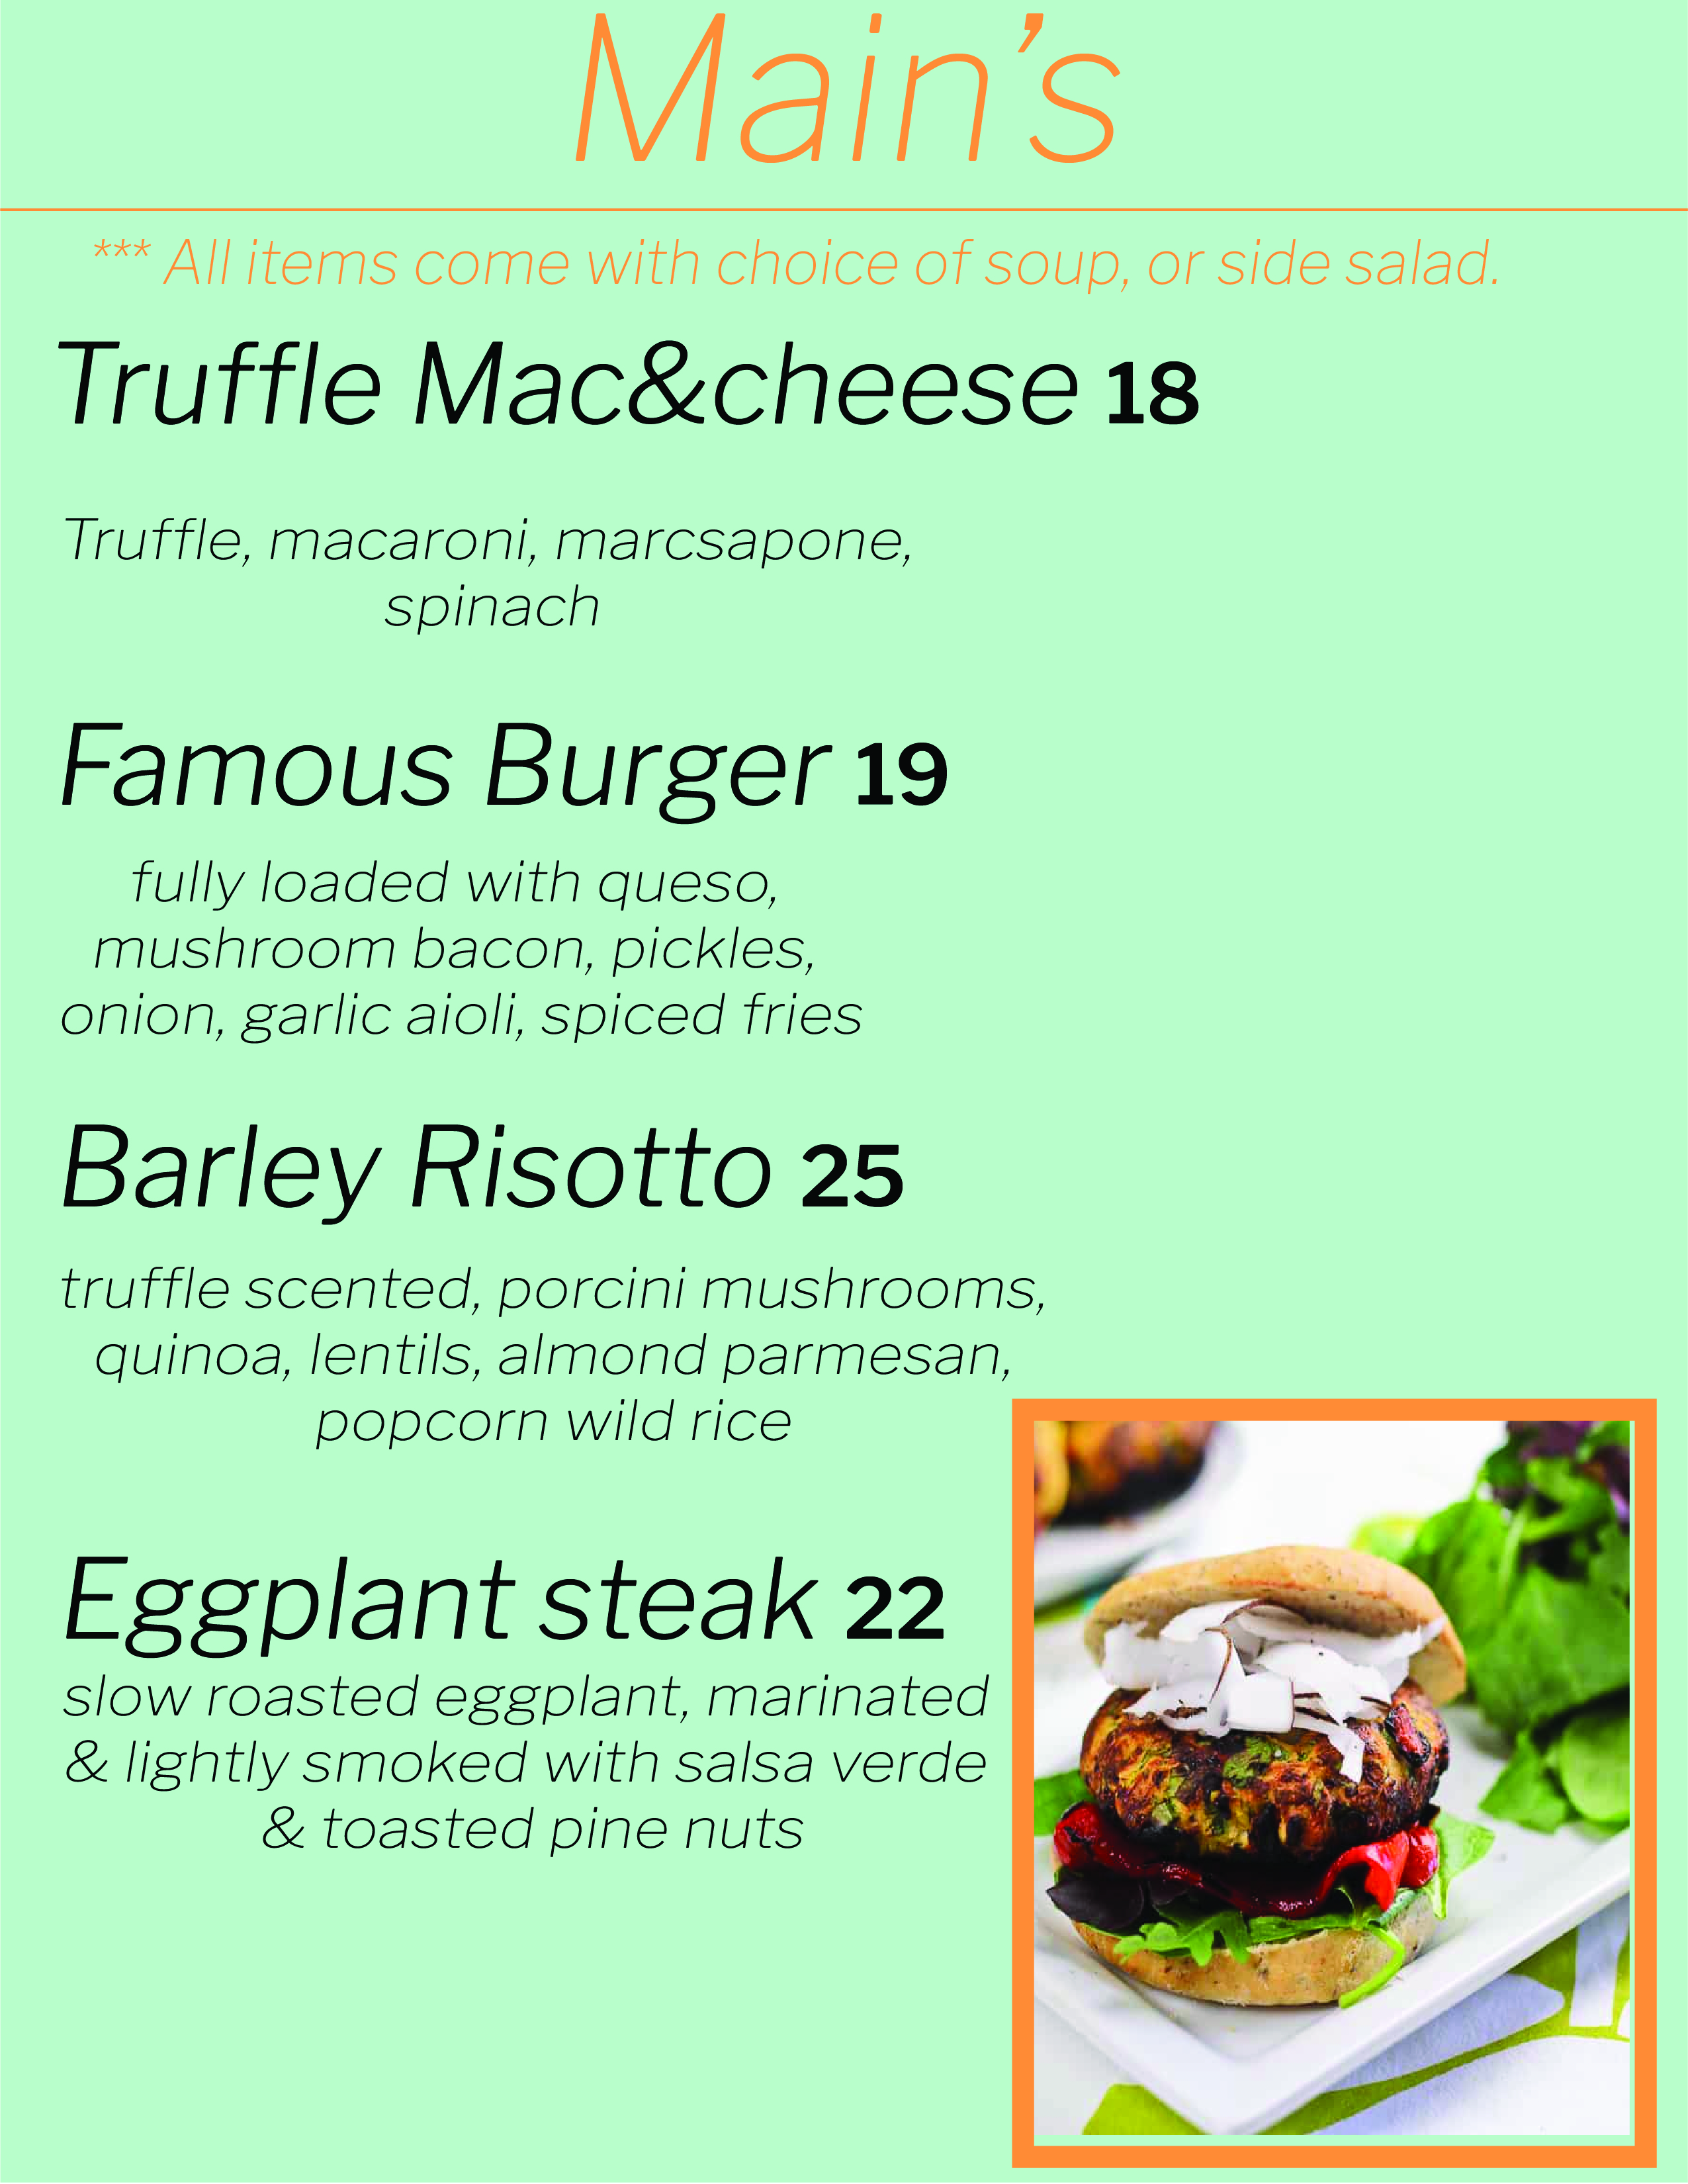 Main’s
*** All items come with choice of soup, or side salad.
Truffle Mac&cheese 18
Truffle, macaroni, marcsapone,
spinach
Famous Burger 19
fully loaded with queso,
mushroom bacon, pickles,
onion, garlic aioli, spiced fries
Barley Risotto 25
truffle scented, porcini mushrooms,
quinoa, lentils, almond parmesan,
popcorn wild rice
Eggplant steak 22
slow roasted eggplant, marinated
& lightly smoked with salsa verde
& toasted pine nuts